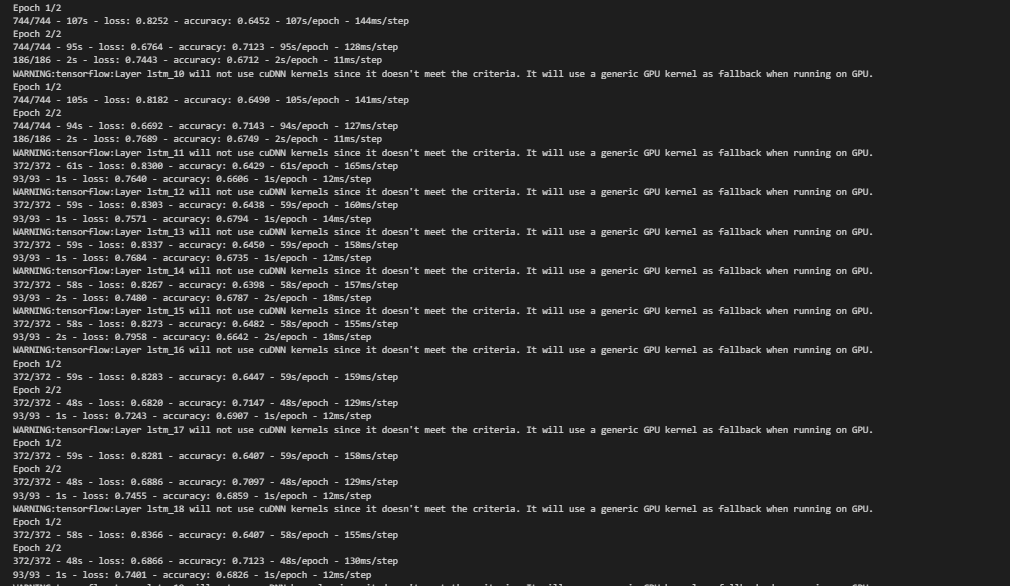 Epoch 1/2
744/744 - 107s - loss: 0.8252 - accuracy: 0.6452 - 107s/epoch - 144ms/step
Epoch 2/2
744/744 - 95s - loss: 0.6764 - accuracy: 0.7123 - 95s/epoch - 128ms/step
186/186 - 2s - loss: 0.7443 - accuracy: 0.6712 - 2s/epoch - 11ms/step
WARNING:tensorflow:Layer lstm_10 will not use cuDNN kernels since it doesn't meet the criteria. It will use a generic GPU kernel as fallback when running on GPU.
Epoch 1/2
744/744 - 105s - loss: 0.8182 - accuracy: 0.6490 - 105s/epoch - 141ms/step
Epoch 2/2
744/744 - 94s - loss: 0.6692 - accuracy: 0.7143 - 94s/epoch - 127ms/step
186/186 - 2s - loss: 0.7689 - accuracy: 0.6749 - 2s/epoch - 11ms/step
WARNING:tensorflow:Layer lstm_11 will not use cuDNN kernels since it doesn't meet the criteria. It will use a generic GPU kernel as fallback when running on GPU.
372/372 - 61s - loss: 0.8300 - accuracy: 0.6429 - 61s/epoch - 165ms/step
93/93 - 1s - loss: 0.7640 - accuracy: 0.6606 - 1s/epoch - 12ms/step
WARNING:tensorflow:Layer lstm_12 will not use cuDNN kernels since it doesn't meet the criteria. It will use a generic GPU kernel as fallback when running on GPU.
372/372 - 59s - loss: 0.8303 - accuracy: 0.6438 - 59s/epoch - 160ms/step
93/93 - 1s - loss: 0.7571 - accuracy: 0.6794 - 1s/epoch - 14ms/step
WARNING:tensorflow:Layer lstm_13 will not use cuDNN kernels since it doesn't meet the criteria. It will use a generic GPU kernel as fallback when running on GPU.
372/372 - 59s - loss: 0.8337 - accuracy: 0.6450 - 59s/epoch - 158ms/step
93/93 - 1s - loss: 0.7684 - accuracy: 0.6735 - 1s/epoch - 12ms/step
WARNING:tensorflow:Layer lstm_14 will not use cuDNN kernels since it doesn't meet the criteria. It will use a generic GPU kernel as fallback when running on GPU.
372/372 - 58s - loss: 0.8267 - accuracy: 0.6398 - 58s/epoch - 157ms/step
93/93 - 2s - loss: 0.7480 - accuracy: 0.6787 - 2s/epoch - 18ms/step
WARNING:tensorflow:Layer lstm_15 will not use cuDNN kernels since it doesn't meet the criteria. It will use a generic GPU kernel as fallback when running on GPU.
372/372 - 58s - loss: 0.8273 - accuracy: 0.6482 - 58s/epoch - 155ms/step
93/93 - 2s - loss: 0.7958 - accuracy: 0.6642 - 2s/epoch - 18ms/step
WARNING:tensorflow:Layer lstm_16 will not use cuDNN kernels since it doesn't meet the criteria. It will use a generic GPU kernel as fallback when running on GPU.
Epoch 1/2
372/372 - 59s - loss: 0.8283 - accuracy: 0.6447 - 59s/epoch - 159ms/step
Epoch 2/2
372/372 - 48s - loss: 0.6820 - accuracy: 0.7147 - 48s/epoch - 129ms/step
93/93 - 1s - loss: 0.7243 - accuracy: 0.6907 - 1s/epoch - 12ms/step
WARNING:tensorflow:Layer lstm_17 will not use cuDNN kernels since it doesn't meet the criteria. It will use a generic GPU kernel as fallback when running on GPU.
Epoch 1/2
372/372 - 59s - loss: 0.8281 - accuracy: 0.6407 - 59s/epoch - 158ms/step
Epoch 2/2
372/372 - 48s - loss: 0.6886 - accuracy: 0.7097 - 48s/epoch - 129ms/step
93/93 - 1s - loss: 0.7455 - accuracy: 0.6859 - 1s/epoch - 12ms/step
WARNING:tensorflow:Layer lstm_18 will not use cuDNN kernels since it doesn't meet the criteria. It will use a generic GPU kernel as fallback when running on GPU.
Epoch 1/2
372/372 - 58s - loss: 0.8366 - accuracy: 0.6407 - 58s/epoch - 155ms/step
Epoch 2/2
372/372 - 48s - loss: 0.6866 - accuracy: 0.7123 - 48s/epoch - 130ms/step
93/93 - 1s - loss: 0.7401 - accuracy: 0.6826 - 1s/epoch - 12ms/step